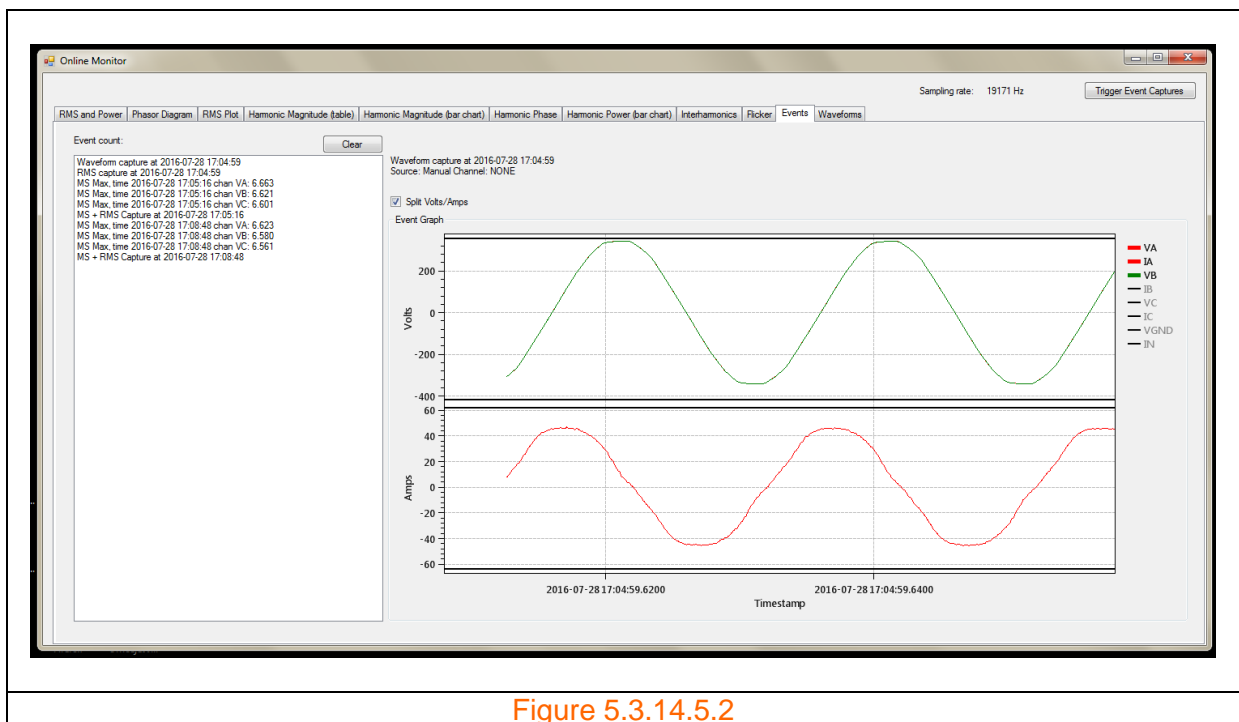 Online Monitor
Sampling rate: 19171 Hz
Trigger Event Captures
RMS and Power
Phasor Diagram
RMS Plot
Harmonic Magnitude (table)
Harmonic Magnitude (bar chart)
Harmonic Phase
Harmonic Power (bar chart)
Interharmonics
Flicker
Events
Waveforms
Event count:
Clear
Waveform capture at 2016-07-28 17:04:59
RMS capture at 2016-07-28 17:04:59
MS Max, time 2016-07-28 17:05:16 chan VA: 6.663
MS Max, time 2016-07-28 17:05:16 chan VB: 6.621
MS Max, time 2016-07-28 17:05:16 chan VC: 6.601
MS + RMS Capture at 2016-07-28 17:05:16
MS Max, time 2016-07-28 17:08:48 chan VA: 6.623
MS Max, time 2016-07-28 17:08:48 chan VB: 6.580
MS Max, time 2016-07-28 17:08:48 chan VC: 6.561
MS + RMS Capture at 2016-07-28 17:08:48
Waveform capture at 2016-07-28 17:04:59
Source: Manual Channel: NONE
Split Volts/Amps
Event Graph
Volts
200
0
-200
-400
Amps
60
40
20
0
-20
-40
-60
2016-07-28 17:04:59.6200
2016-07-28 17:04:59.6400
Timestamp
VA
IA
VB
IB
VC
IC
VGND
IN
Figure 5.3.14.5.2